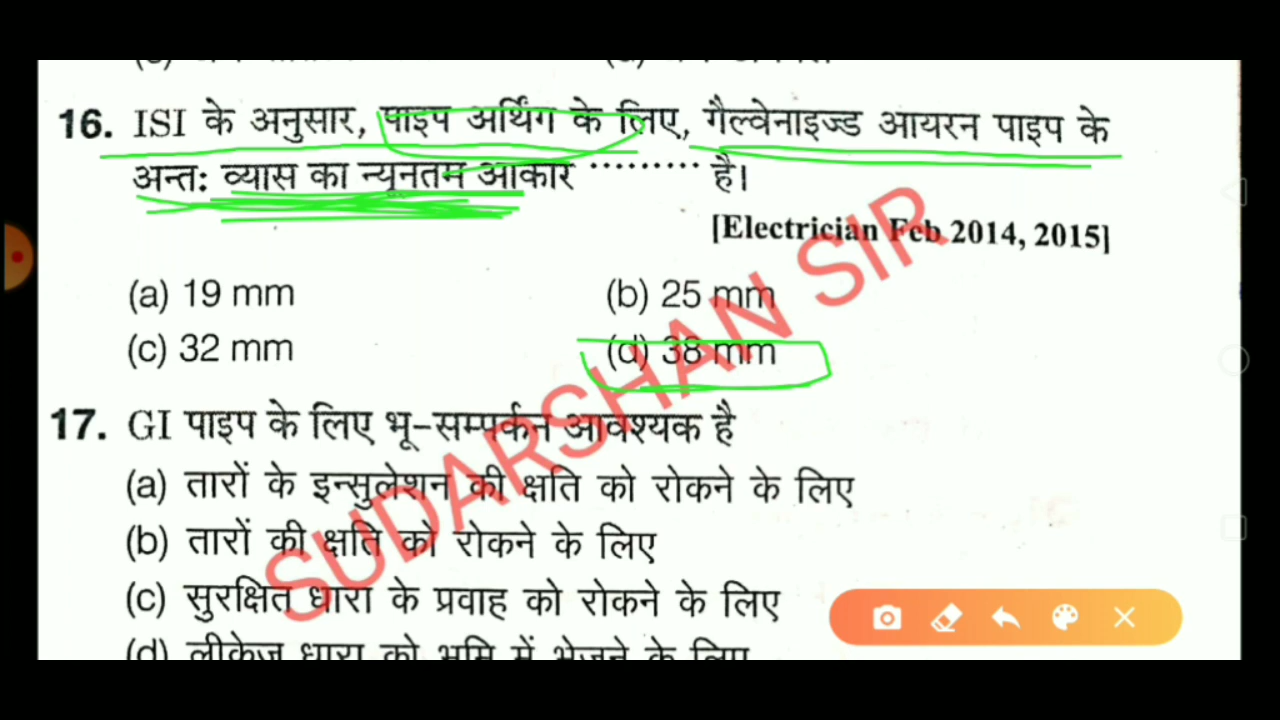 16. ISI के अनुसार, पाइप अर्थिंग के लिए, गैल्वेनाइज्ड आयरन पाइप के
अन्तः व्यास का न्यूनतम आकार ········· है।
[Electrician Feb 2014, 2015]
(a) 19 mm (b) 25 mm
(c) 32 mm (d) 38 mm
17. GI पाइप के लिए भू-सम्पर्कन आवश्यक है
(a) तारों के इन्सुलेशन की क्षति को रोकने के लिए
(b) तारों की क्षति को रोकने के लिए
(c) सुरक्षित धारा के प्रवाह को रोकने के लिए
(d) लीकेज धारा को भूमि में भेजने के लिए
SUDARSHAN SIR